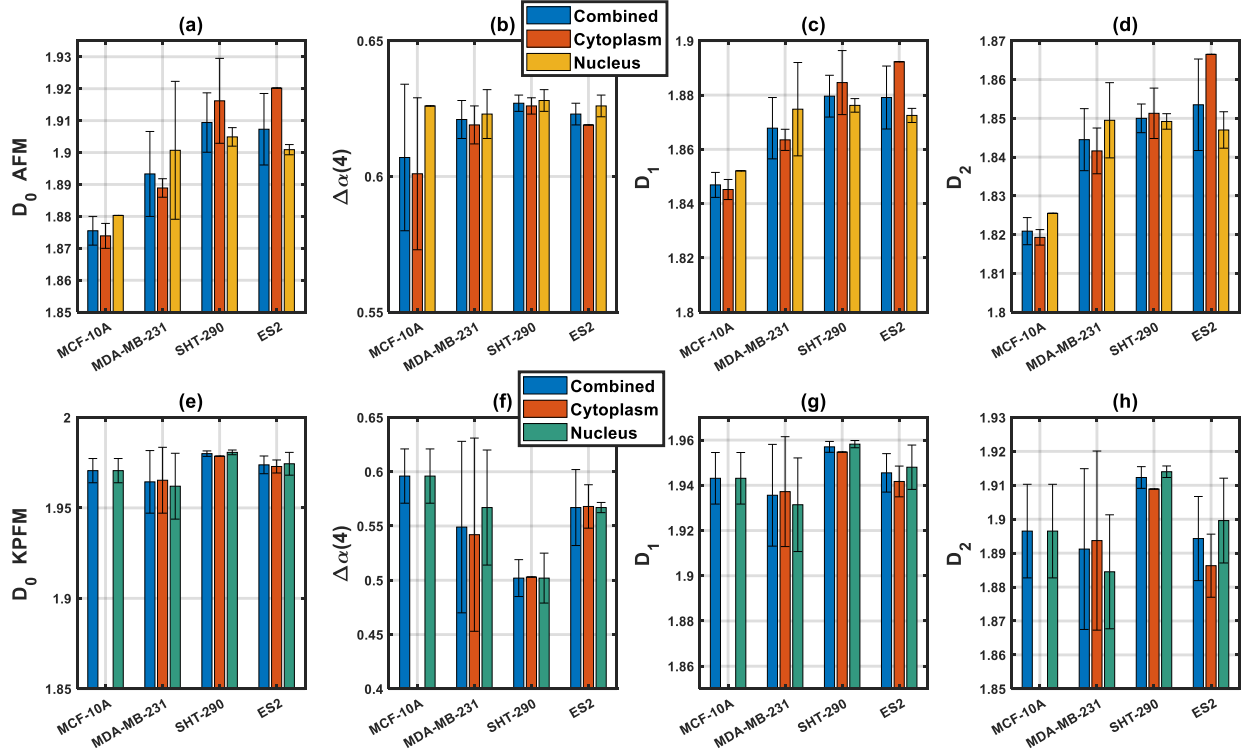 (a)
(b)
(c)
(d)
Combined
Cytoplasm
Nucleus
D0 AFM
1.93
1.92
1.91
1.9
1.89
1.88
1.87
1.86
1.85
MCF-10A
MDA-MB-231
SHT-290
ES2
Δα(4)
0.65
0.6
0.55
MCF-10A
MDA-MB-231
SHT-290
ES2
D1
1.9
1.88
1.86
1.84
1.82
1.8
MCF-10A
MDA-MB-231
SHT-290
ES2
D2
1.87
1.86
1.85
1.84
1.83
1.82
1.81
1.8
MCF-10A
MDA-MB-231
SHT-290
ES2
(e)
(f)
(g)
(h)
Combined
Cytoplasm
Nucleus
D0 KPFM
2
1.95
1.9
1.85
MCF-10A
MDA-MB-231
SHT-290
ES2
Δα(4)
0.65
0.6
0.55
0.5
0.45
0.4
MCF-10A
MDA-MB-231
SHT-290
ES2
D1
1.96
1.94
1.92
1.9
1.88
1.86
MCF-10A
MDA-MB-231
SHT-290
ES2
D2
1.93
1.92
1.91
1.9
1.89
1.88
1.87
1.86
1.85
MCF-10A
MDA-MB-231
SHT-290
ES2